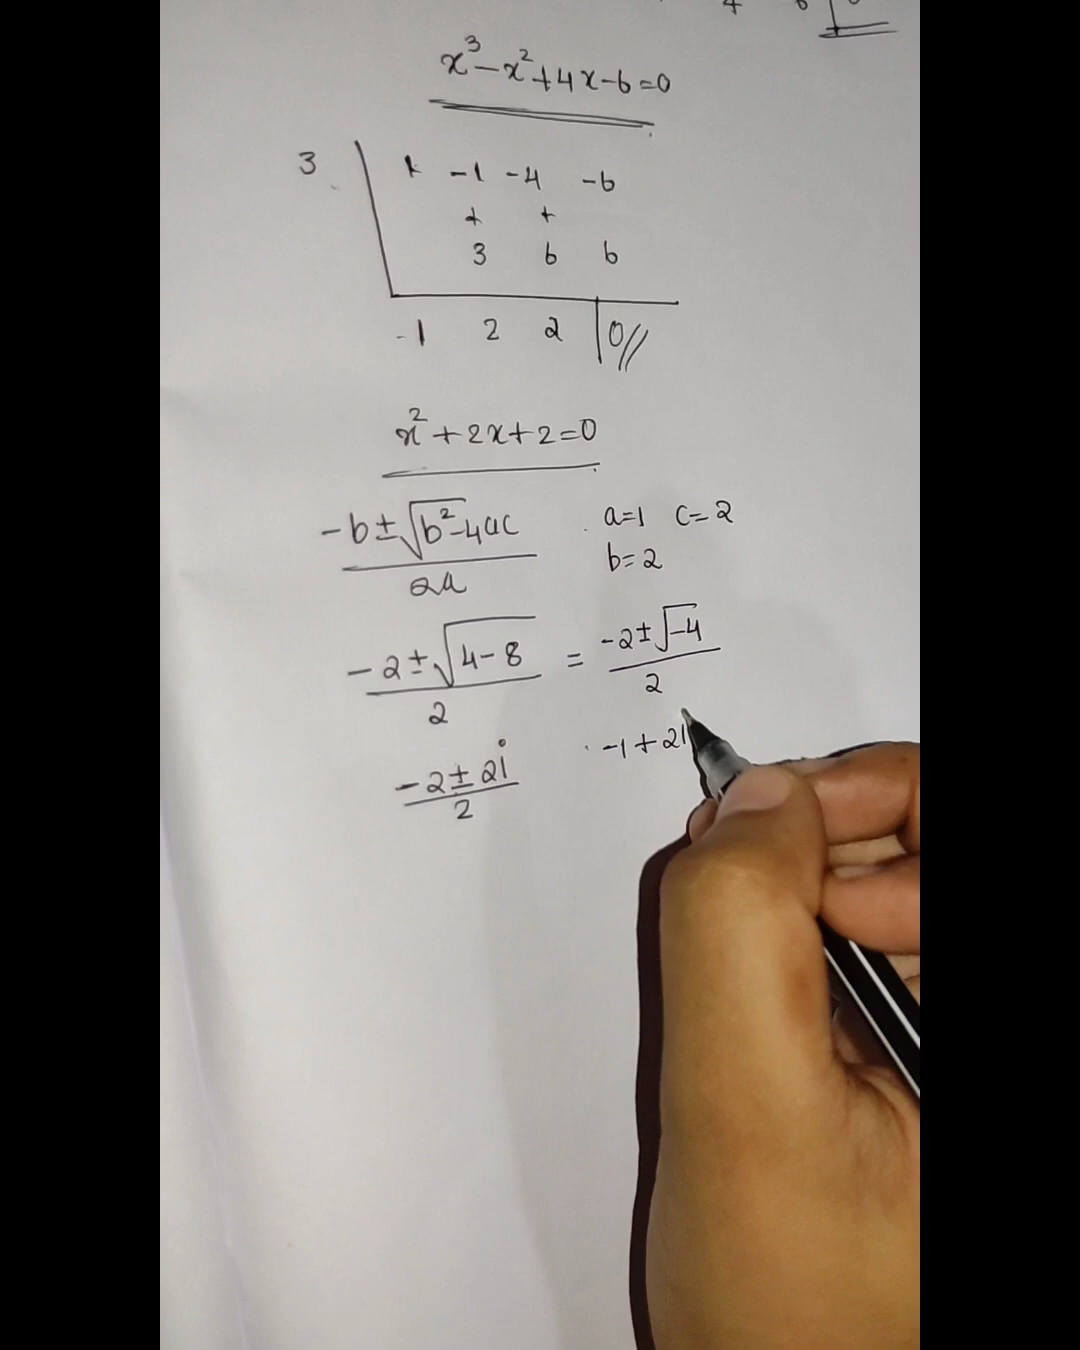 x³-x²+4x-6=0
3 1 -1 -4 -6
+ +
3 6 6
1 2 2 0//
x²+2x+2=0
-b±√b²-4ac
2a
a=1 c=2
b=2
-2±√4-8
2
= -2±√-4
2
-2±2i
2
-1+2i